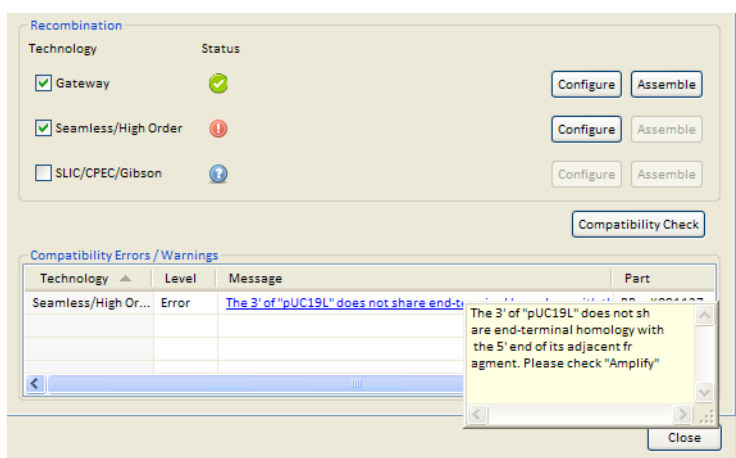 Recombination
Technology Status
Gateway Configure Assemble
Seamless/High Order Configure Assemble
SLIC/CPEC/Gibson Configure Assemble
Compatibility Check
Compatibility Errors / Warnings
Technology Level Message Part
Seamless/High Or... Error The 3' of "pUC19L" does not share end-t
The 3' of "pUC19L" does not sh
are end-terminal homology with
the 5' end of its adjacent fr
agment. Please check "Amplify"
Close